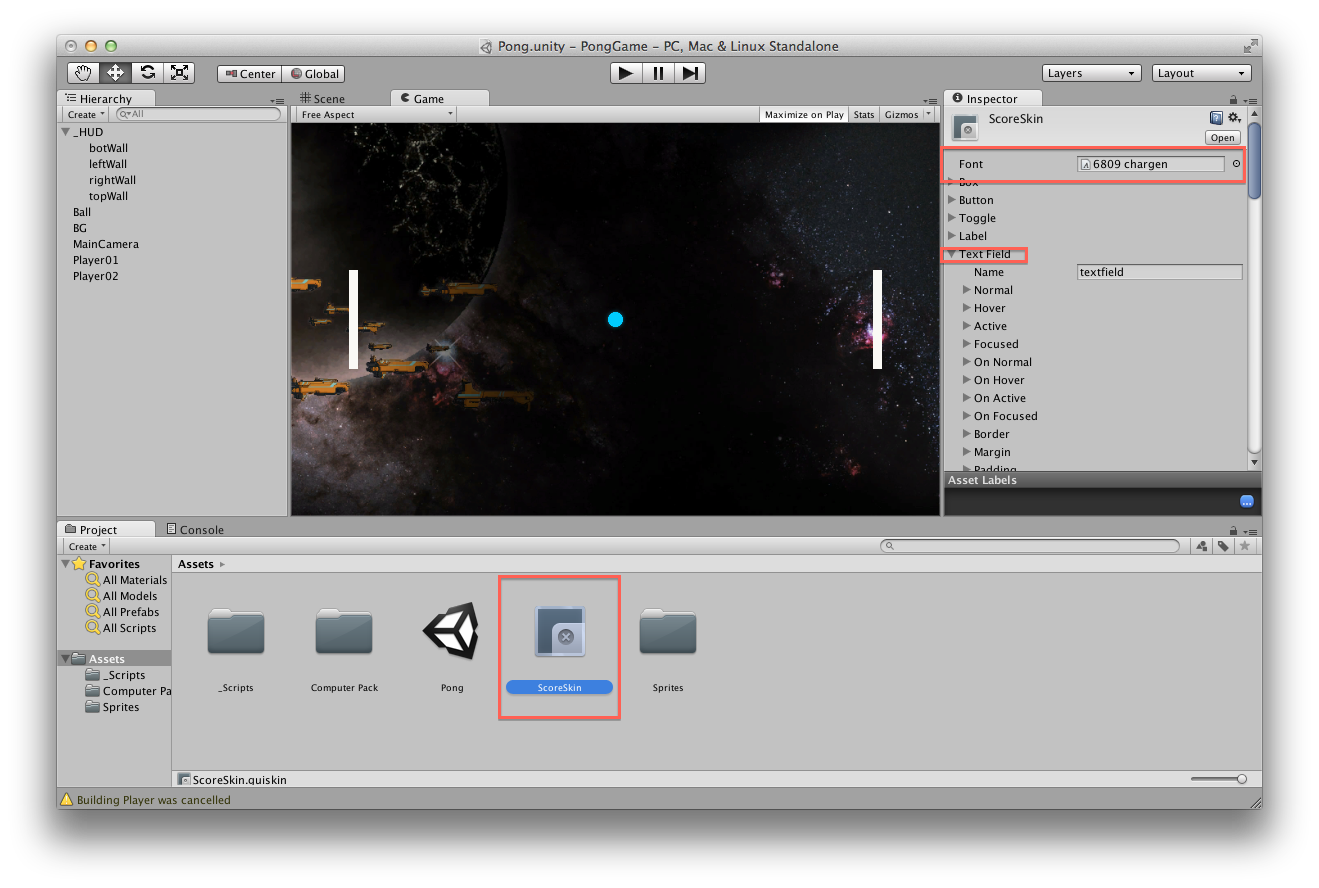 Pong.unity – PongGame – PC, Mac & Linux Standalone
Center Global Layers Layout
Hierarchy
Create All
_HUD
botWall
leftWall
rightWall
topWall
Ball
BG
MainCamera
Player01
Player02
Scene Game
Free Aspect Maximize on Play Stats Gizmos
Inspector
ScoreSkin
Open
Font 6809 chargen
Box
Button
Toggle
Label
Text Field
Name textfield
Normal
Hover
Active
Focused
On Normal
On Hover
On Active
On Focused
Border
Margin
Padding
Asset Labels
Project Console
Create
Favorites
All Materials
All Models
All Prefabs
All Scripts
Assets
_Scripts
Computer Pa
Sprites
Assets
_Scripts Computer Pack Pong ScoreSkin Sprites
ScoreSkin.guiskin
Building Player was cancelled